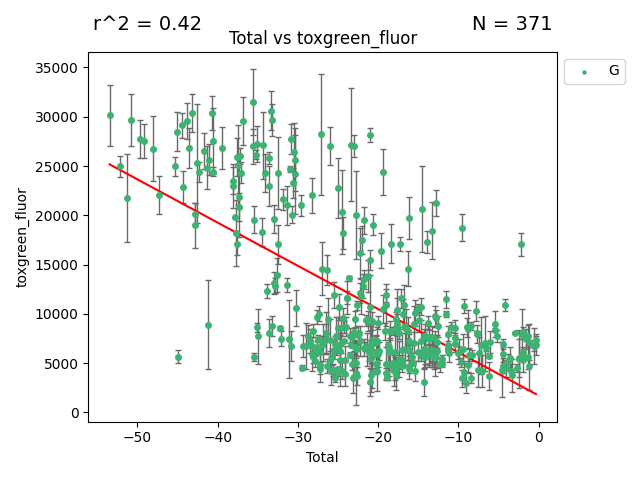 r^2 = 0.42
N = 371
Total vs toxgreen_fluor
G
35000
30000
25000
20000
15000
10000
5000
0
toxgreen_fluor
−50
−40
−30
−20
−10
0
Total